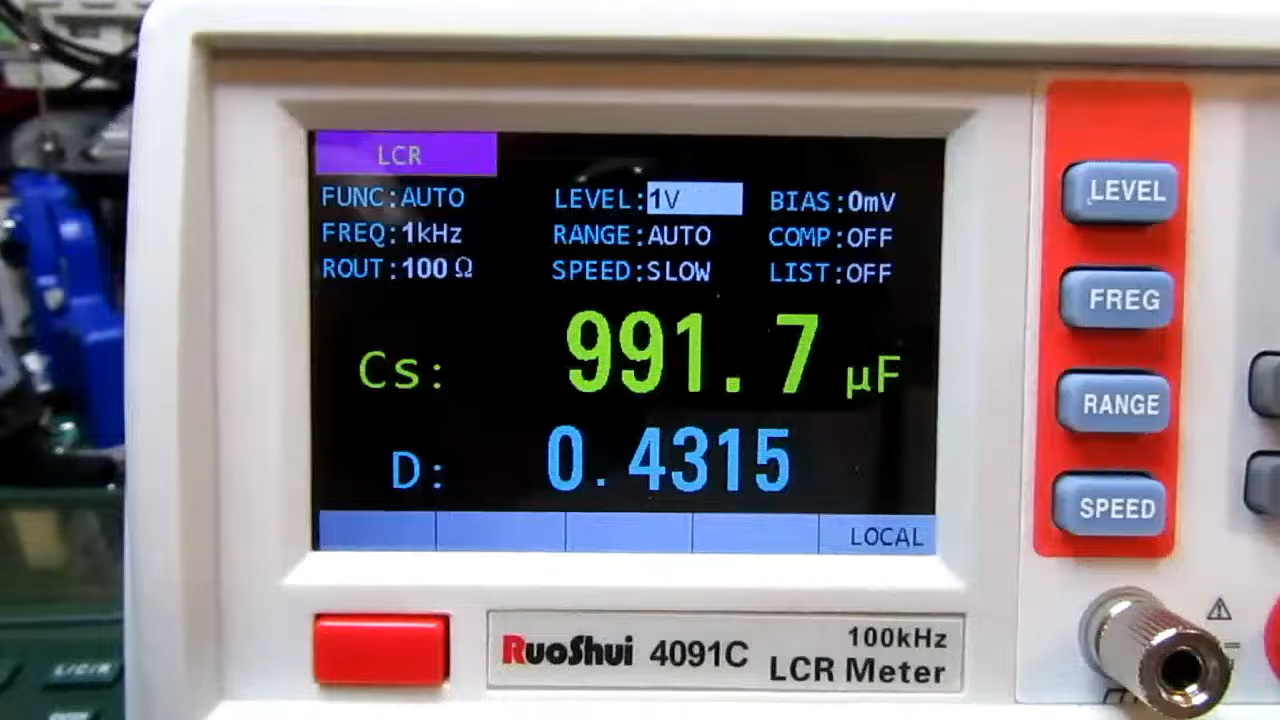 LCR
FUNC:AUTO LEVEL:1V BIAS:0mV
FREQ:1kHz RANGE:AUTO COMP:OFF
ROUT:100 Ω SPEED:SLOW LIST:OFF
Cs: 991.7 µF
D: 0.4315
LOCAL
LEVEL
FREG
RANGE
SPEED
RuoShui 4091C
100kHz
LCR Meter
L/C/R